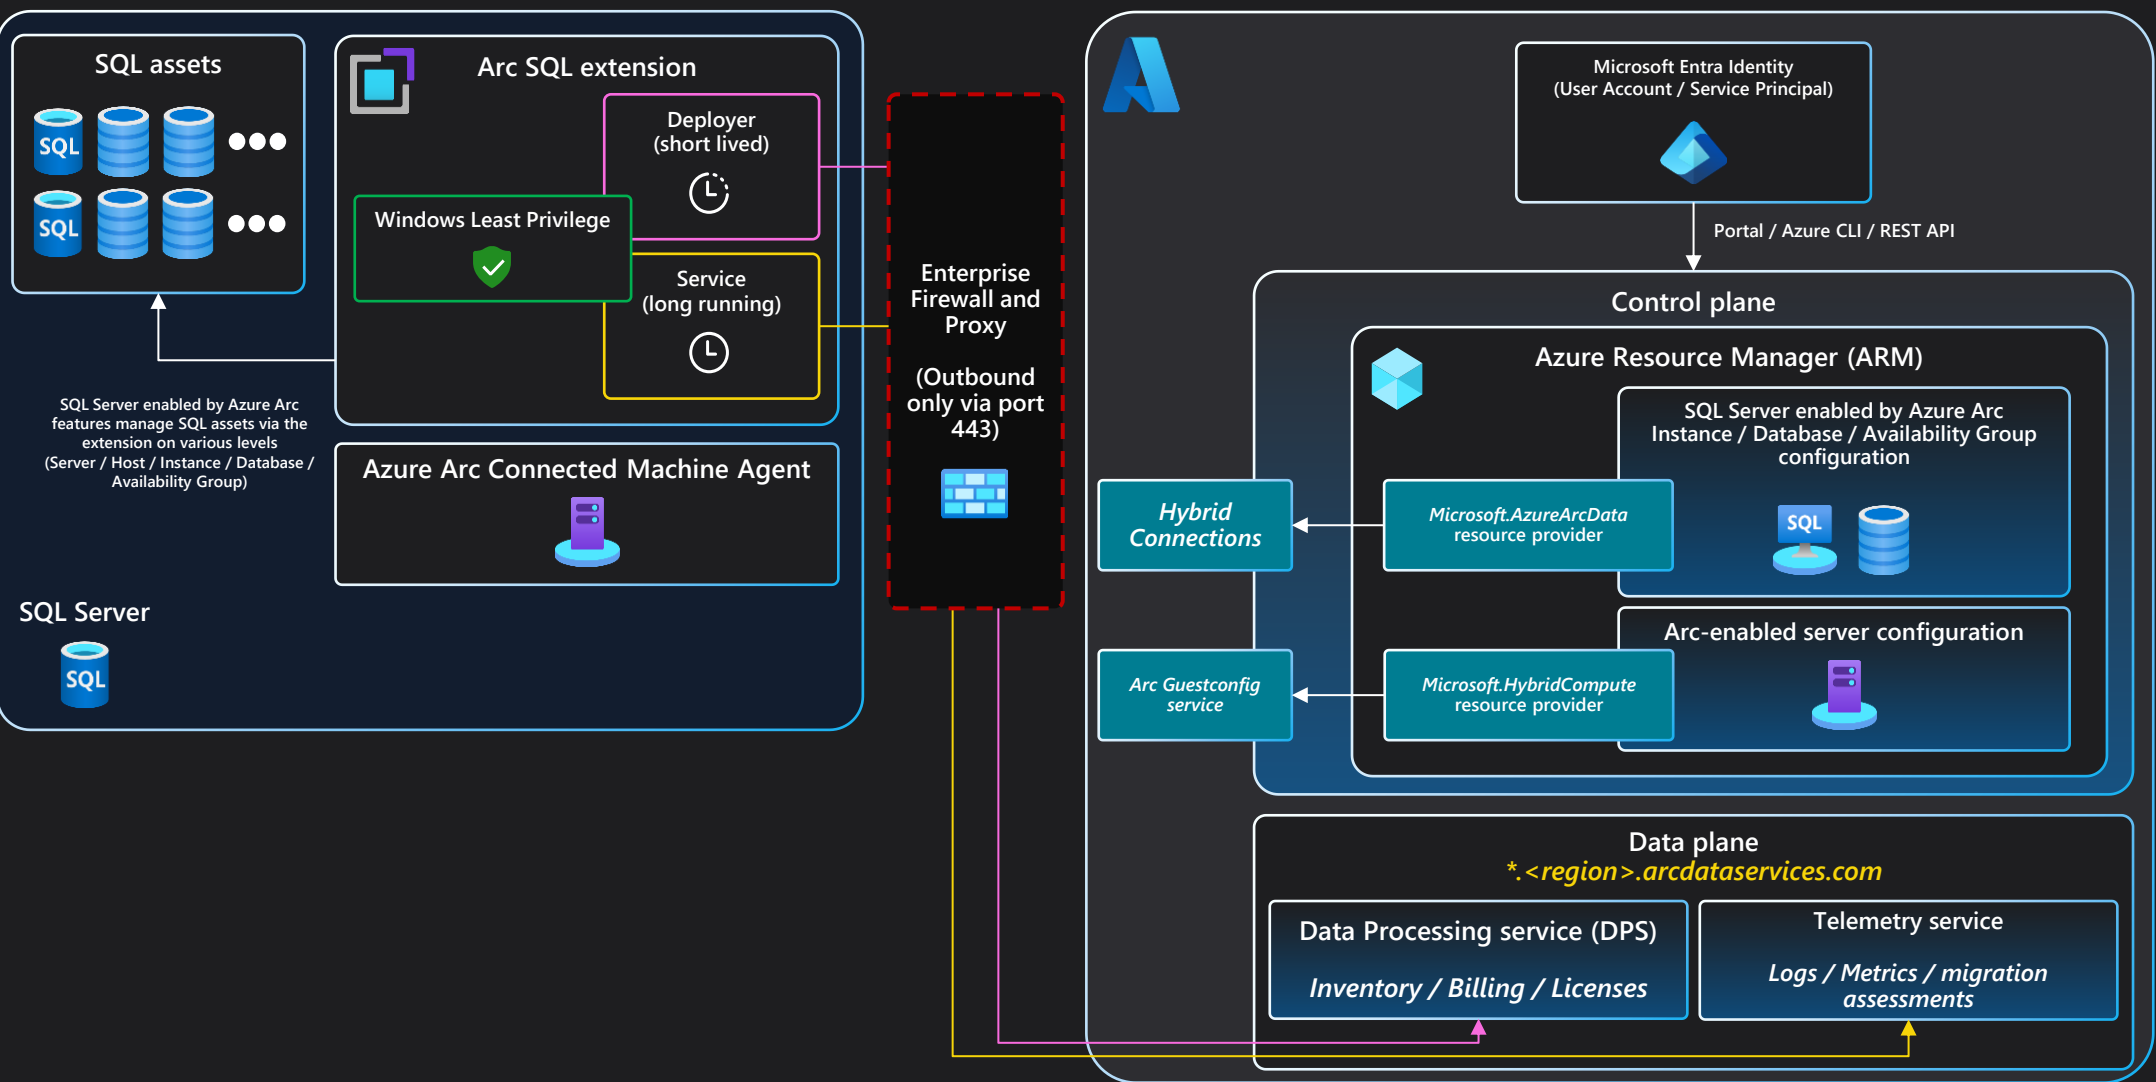 SQL assets
SQL
SQL
Arc SQL extension
Deployer
(short lived)
Windows Least Privilege
Service
(long running)
SQL Server enabled by Azure Arc
features manage SQL assets via the
extension on various levels
(Server / Host / Instance / Database /
Availability Group)
Azure Arc Connected Machine Agent
SQL Server
SQL
Enterprise
Firewall and
Proxy
(Outbound
only via port
443)
Microsoft Entra Identity
(User Account / Service Principal)
Portal / Azure CLI / REST API
Control plane
Azure Resource Manager (ARM)
SQL Server enabled by Azure Arc
Instance / Database / Availability Group
configuration
SQL
Hybrid
Connections
Microsoft.AzureArcData
resource provider
Arc-enabled server configuration
Arc Guestconfig
service
Microsoft.HybridCompute
resource provider
Data plane
*.<region>.arcdataservices.com
Data Processing service (DPS)
Inventory / Billing / Licenses
Telemetry service
Logs / Metrics / migration
assessments